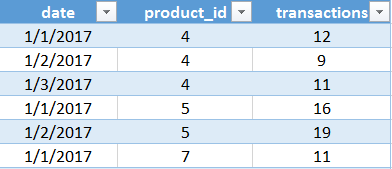 date product_id transactions
1/1/2017 4 12
1/2/2017 4 9
1/3/2017 4 11
1/1/2017 5 16
1/2/2017 5 19
1/1/2017 7 11